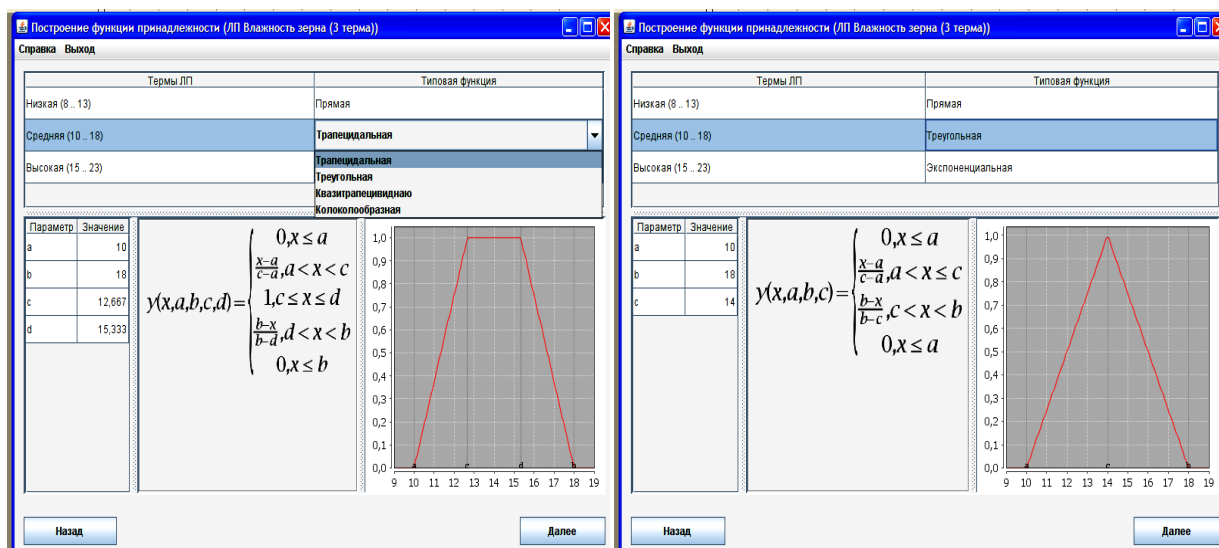 Построение функции принадлежности (ЛП Влажность зерна (3 терма))
Справка Выход
Термы ЛП Типовая функция
Низкая (8 .. 13) Прямая
Средняя (10 .. 18) Трапецидальная
Высокая (15 .. 23)
Трапецидальная
Треугольная
Квазитрапецивиднаю
Колоколообразная
Параметр Значение
a 10
b 18
c 12,667
d 15,333
y(x,a,b,c,d)=
0,x≤a
x−a/c−a,a<x<c
1,c≤x≤d
b−x/b−d,d<x<b
0,x≤b
1,0
0,9
0,8
0,7
0,6
0,5
0,4
0,3
0,2
0,1
0,0
a c d b
9 10 11 12 13 14 15 16 17 18 19
Назад Далее
Построение функции принадлежности (ЛП Влажность зерна (3 терма))
Справка Выход
Термы ЛП Типовая функция
Низкая (8 .. 13) Прямая
Средняя (10 .. 18) Треугольная
Высокая (15 .. 23) Экспоненциальная
Параметр Значение
a 10
b 18
c 14
y(x,a,b,c)=
0,x≤a
x−a/c−a,a<x≤c
b−x/b−c,c<x<b
0,x≤a
1,0
0,9
0,8
0,7
0,6
0,5
0,4
0,3
0,2
0,1
0,0
a c b
9 10 11 12 13 14 15 16 17 18 19
Назад Далее